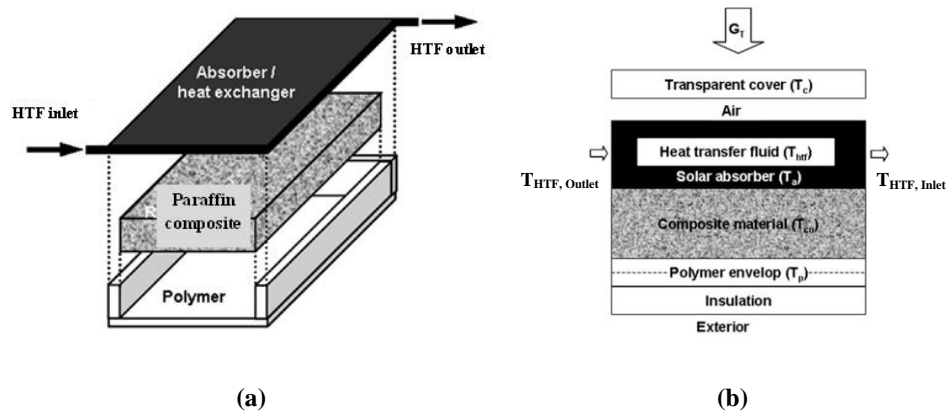 HTF outlet
Absorber /
heat exchanger
HTF inlet
Paraffin
composite
Polymer
(a)
G_T
Transparent cover (T_c)
Air
Heat transfer fluid (T_htf)
Solar absorber (T_a)
T_HTF, Outlet
T_HTF, Inlet
Composite material (T_co)
Polymer envelop (T_p)
Insulation
Exterior
(b)